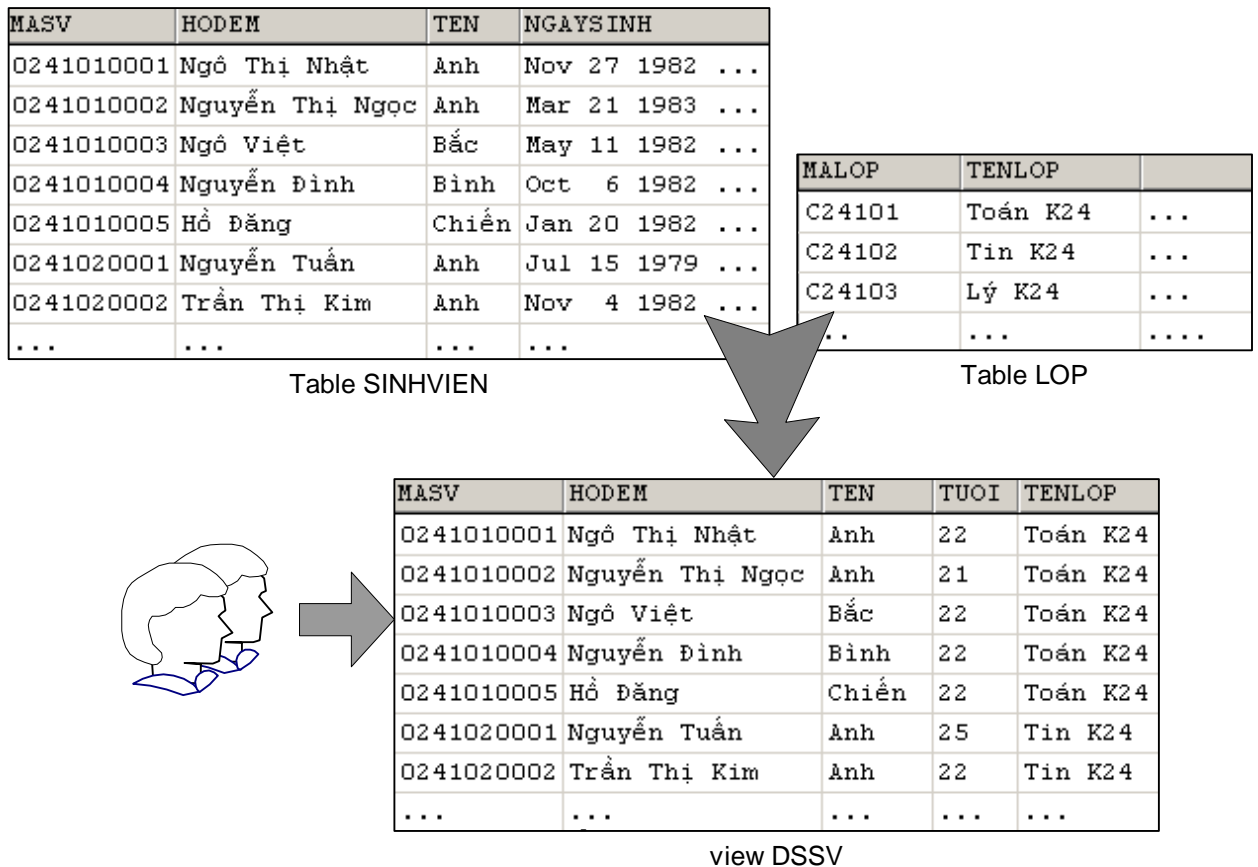 MASV HODEM TEN NGAYSINH
0241010001 Ngô Thị Nhật Anh Nov 27 1982 ...
0241010002 Nguyễn Thị Ngọc Anh Mar 21 1983 ...
0241010003 Ngô Việt Bắc May 11 1982 ...
0241010004 Nguyễn Đình Bình Oct 6 1982 ...
0241010005 Hồ Đăng Chiến Jan 20 1982 ...
0241020001 Nguyễn Tuấn Anh Jul 15 1979 ...
0241020002 Trần Thị Kim Anh Nov 4 1982 ...
... ... ... ...
Table SINHVIEN
MALOP TENLOP
C24101 Toán K24 ...
C24102 Tin K24 ...
C24103 Lý K24 ...
... ... ....
Table LOP
MASV HODEM TEN TUOI TENLOP
0241010001 Ngô Thị Nhật Anh 22 Toán K24
0241010002 Nguyễn Thị Ngọc Anh 21 Toán K24
0241010003 Ngô Việt Bắc 22 Toán K24
0241010004 Nguyễn Đình Bình 22 Toán K24
0241010005 Hồ Đăng Chiến 22 Toán K24
0241020001 Nguyễn Tuấn Anh 25 Tin K24
0241020002 Trần Thị Kim Anh 22 Tin K24
... ... ... ... ...
view DSSV